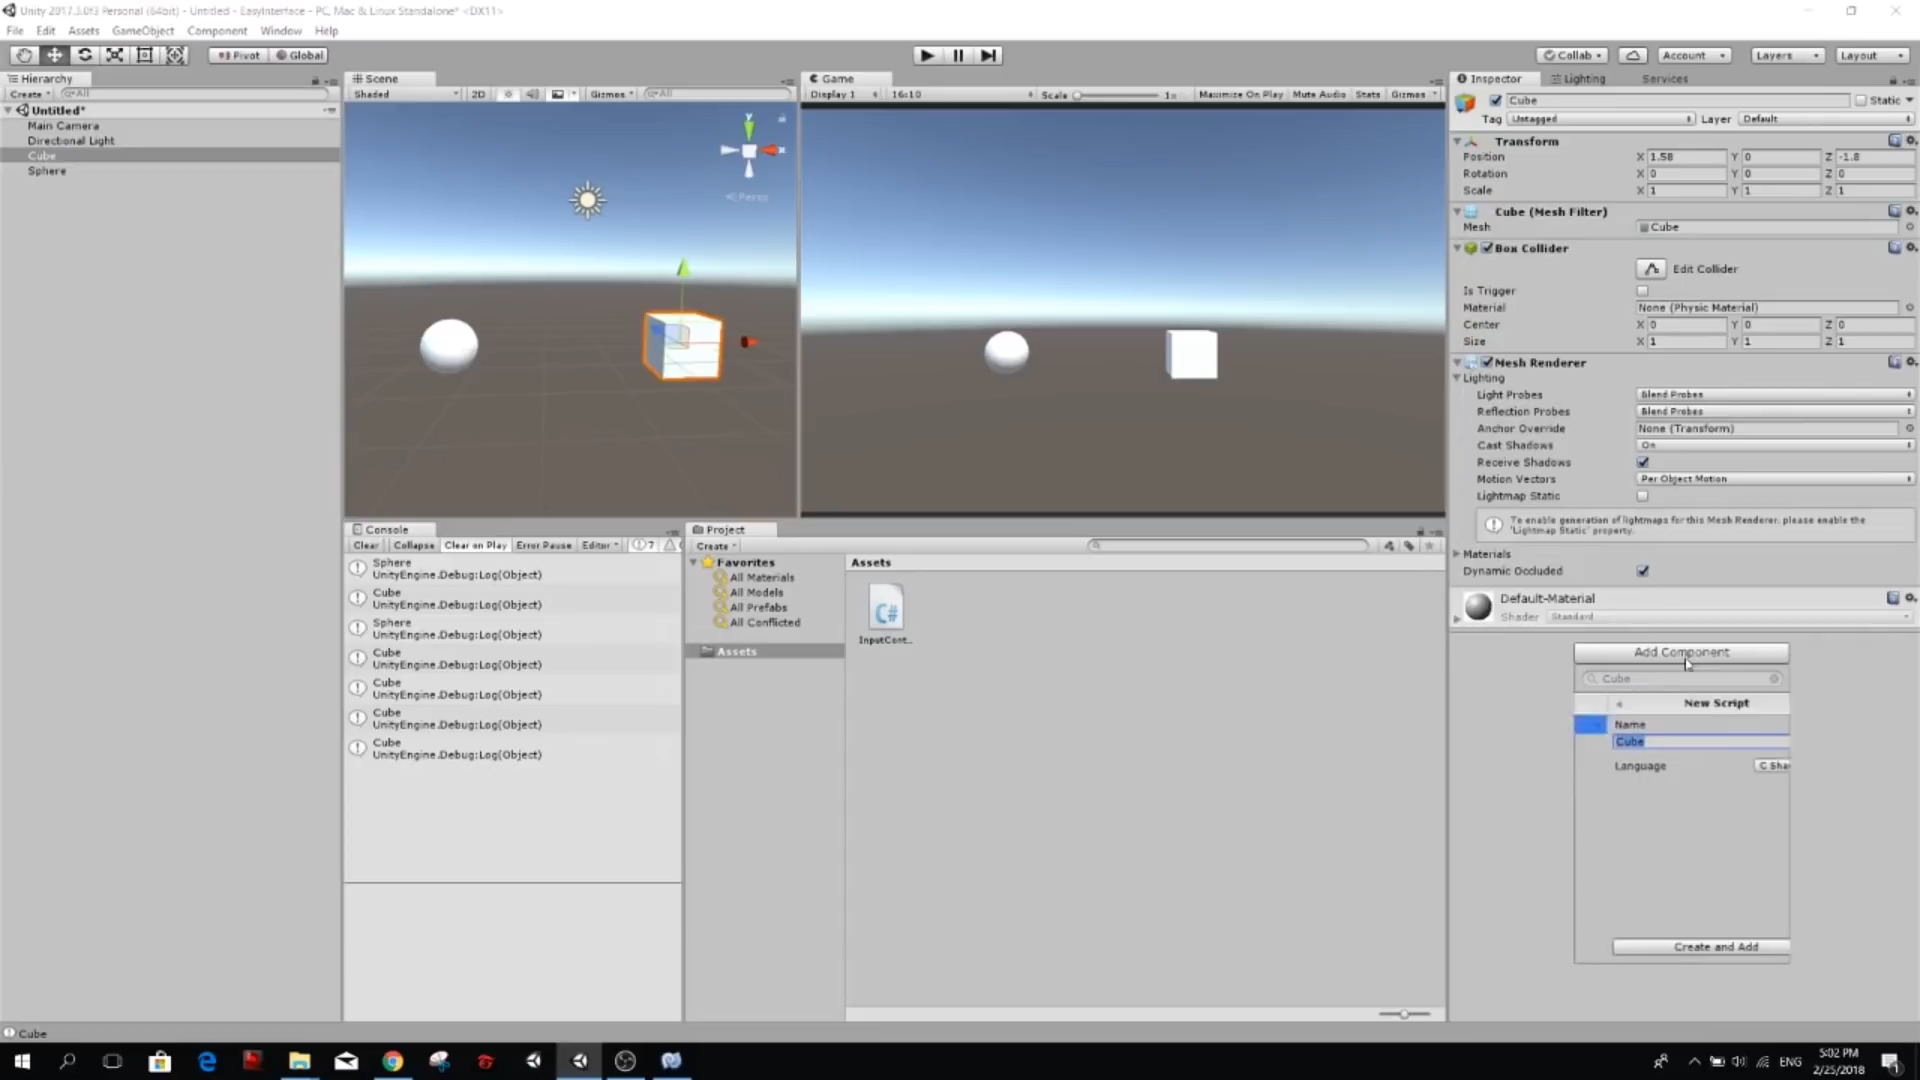 Unity 2017.3.0f3 Personal (64bit) - Untitled - EasyInterface - PC, Mac & Linux Standalone* <DX11>
File Edit Assets GameObject Component Window Help
Pivot Global Collab Account Layers Layout
Hierarchy
Create All
Untitled*
Main Camera
Directional Light
Cube
Sphere
Scene
Shaded 2D Gizmos All
y
x
Persp
Game
Display 1 16:10 Scale 1x Maximize On Play Mute Audio Stats Gizmos
Console
Clear Collapse Clear on Play Error Pause Editor 7
Sphere
UnityEngine.Debug:Log(Object)
Cube
UnityEngine.Debug:Log(Object)
Sphere
UnityEngine.Debug:Log(Object)
Cube
UnityEngine.Debug:Log(Object)
Cube
UnityEngine.Debug:Log(Object)
Cube
UnityEngine.Debug:Log(Object)
Cube
UnityEngine.Debug:Log(Object)
Project
Create
Favorites
All Materials
All Models
All Prefabs
All Conflicted
Assets
Assets
C#
InputCont...
Inspector Lighting Services
Cube Static
Tag Untagged Layer Default
Transform
Position X 1.58 Y 0 Z -1.8
Rotation X 0 Y 0 Z 0
Scale X 1 Y 1 Z 1
Cube (Mesh Filter)
Mesh Cube
Box Collider
Edit Collider
Is Trigger
Material None (Physic Material)
Center X 0 Y 0 Z 0
Size X 1 Y 1 Z 1
Mesh Renderer
Lighting
Light Probes Blend Probes
Reflection Probes Blend Probes
Anchor Override None (Transform)
Cast Shadows On
Receive Shadows
Motion Vectors Per Object Motion
Lightmap Static
To enable generation of lightmaps for this Mesh Renderer, please enable the
'Lightmap Static' property.
Materials
Dynamic Occluded
Default-Material
Shader Standard
Add Component
Cube
New Script
Name
Cube
Language C Sha
Create and Add
Cube
ENG
5:02 PM
2/25/2018
1